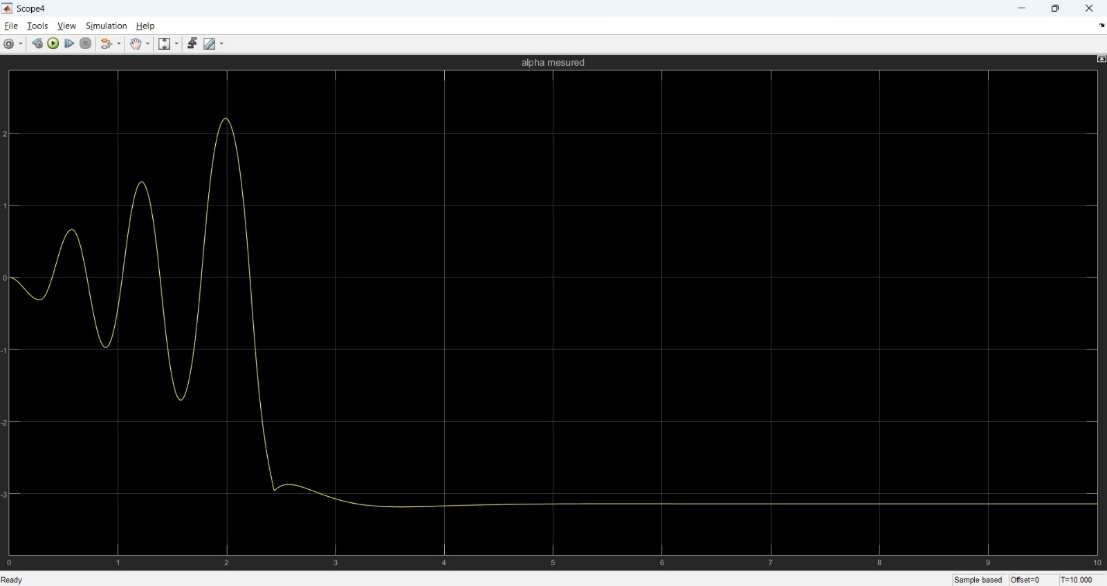 Scope4
File Tools View Simulation Help
alpha mesured
2
1
0
-1
-2
-3
0 1 2 3 4 5 6 7 8 9 10
Ready Sample based Offset=0 T=10.000